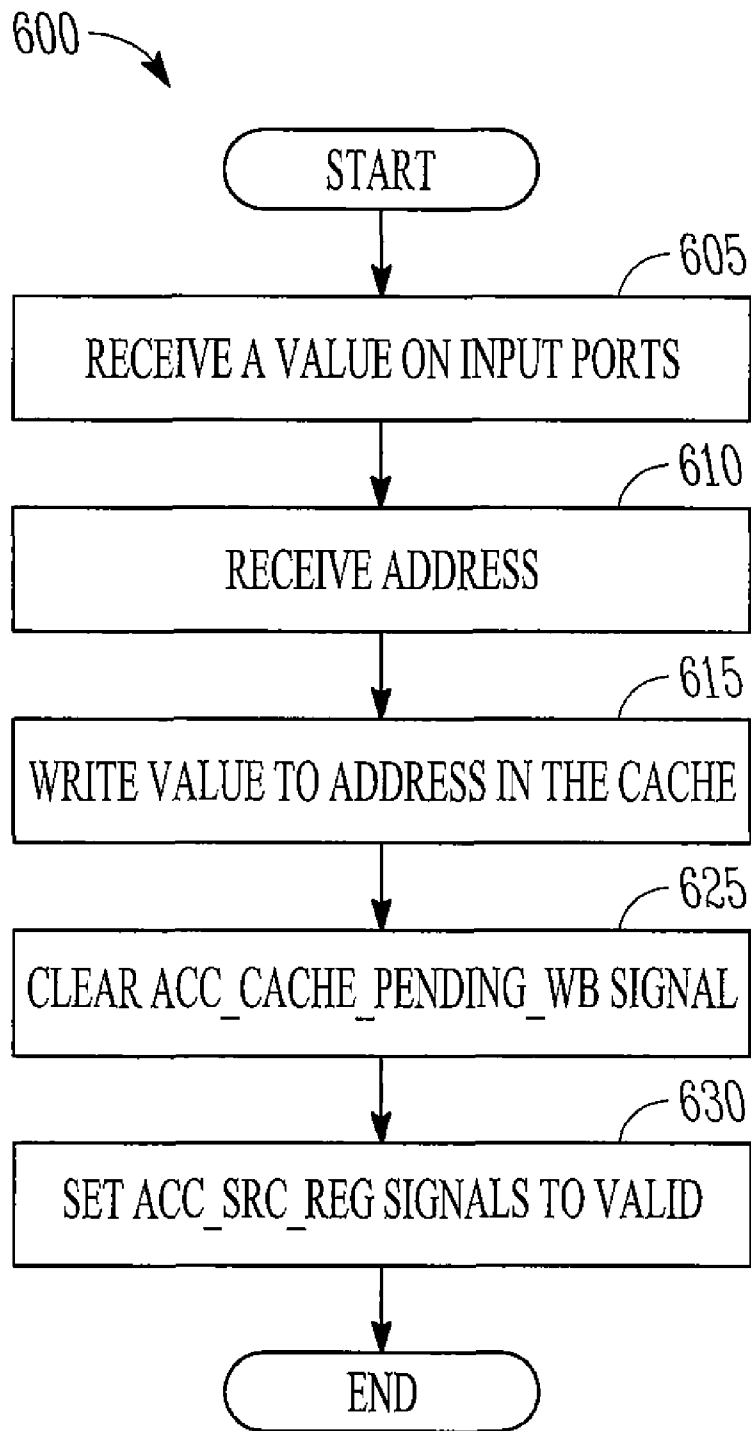 600
START
605
RECEIVE A VALUE ON INPUT PORTS
610
RECEIVE ADDRESS
615
WRITE VALUE TO ADDRESS IN THE CACHE
625
CLEAR ACC_CACHE_PENDING_WB SIGNAL
630
SET ACC_SRC_REG SIGNALS TO VALID
END